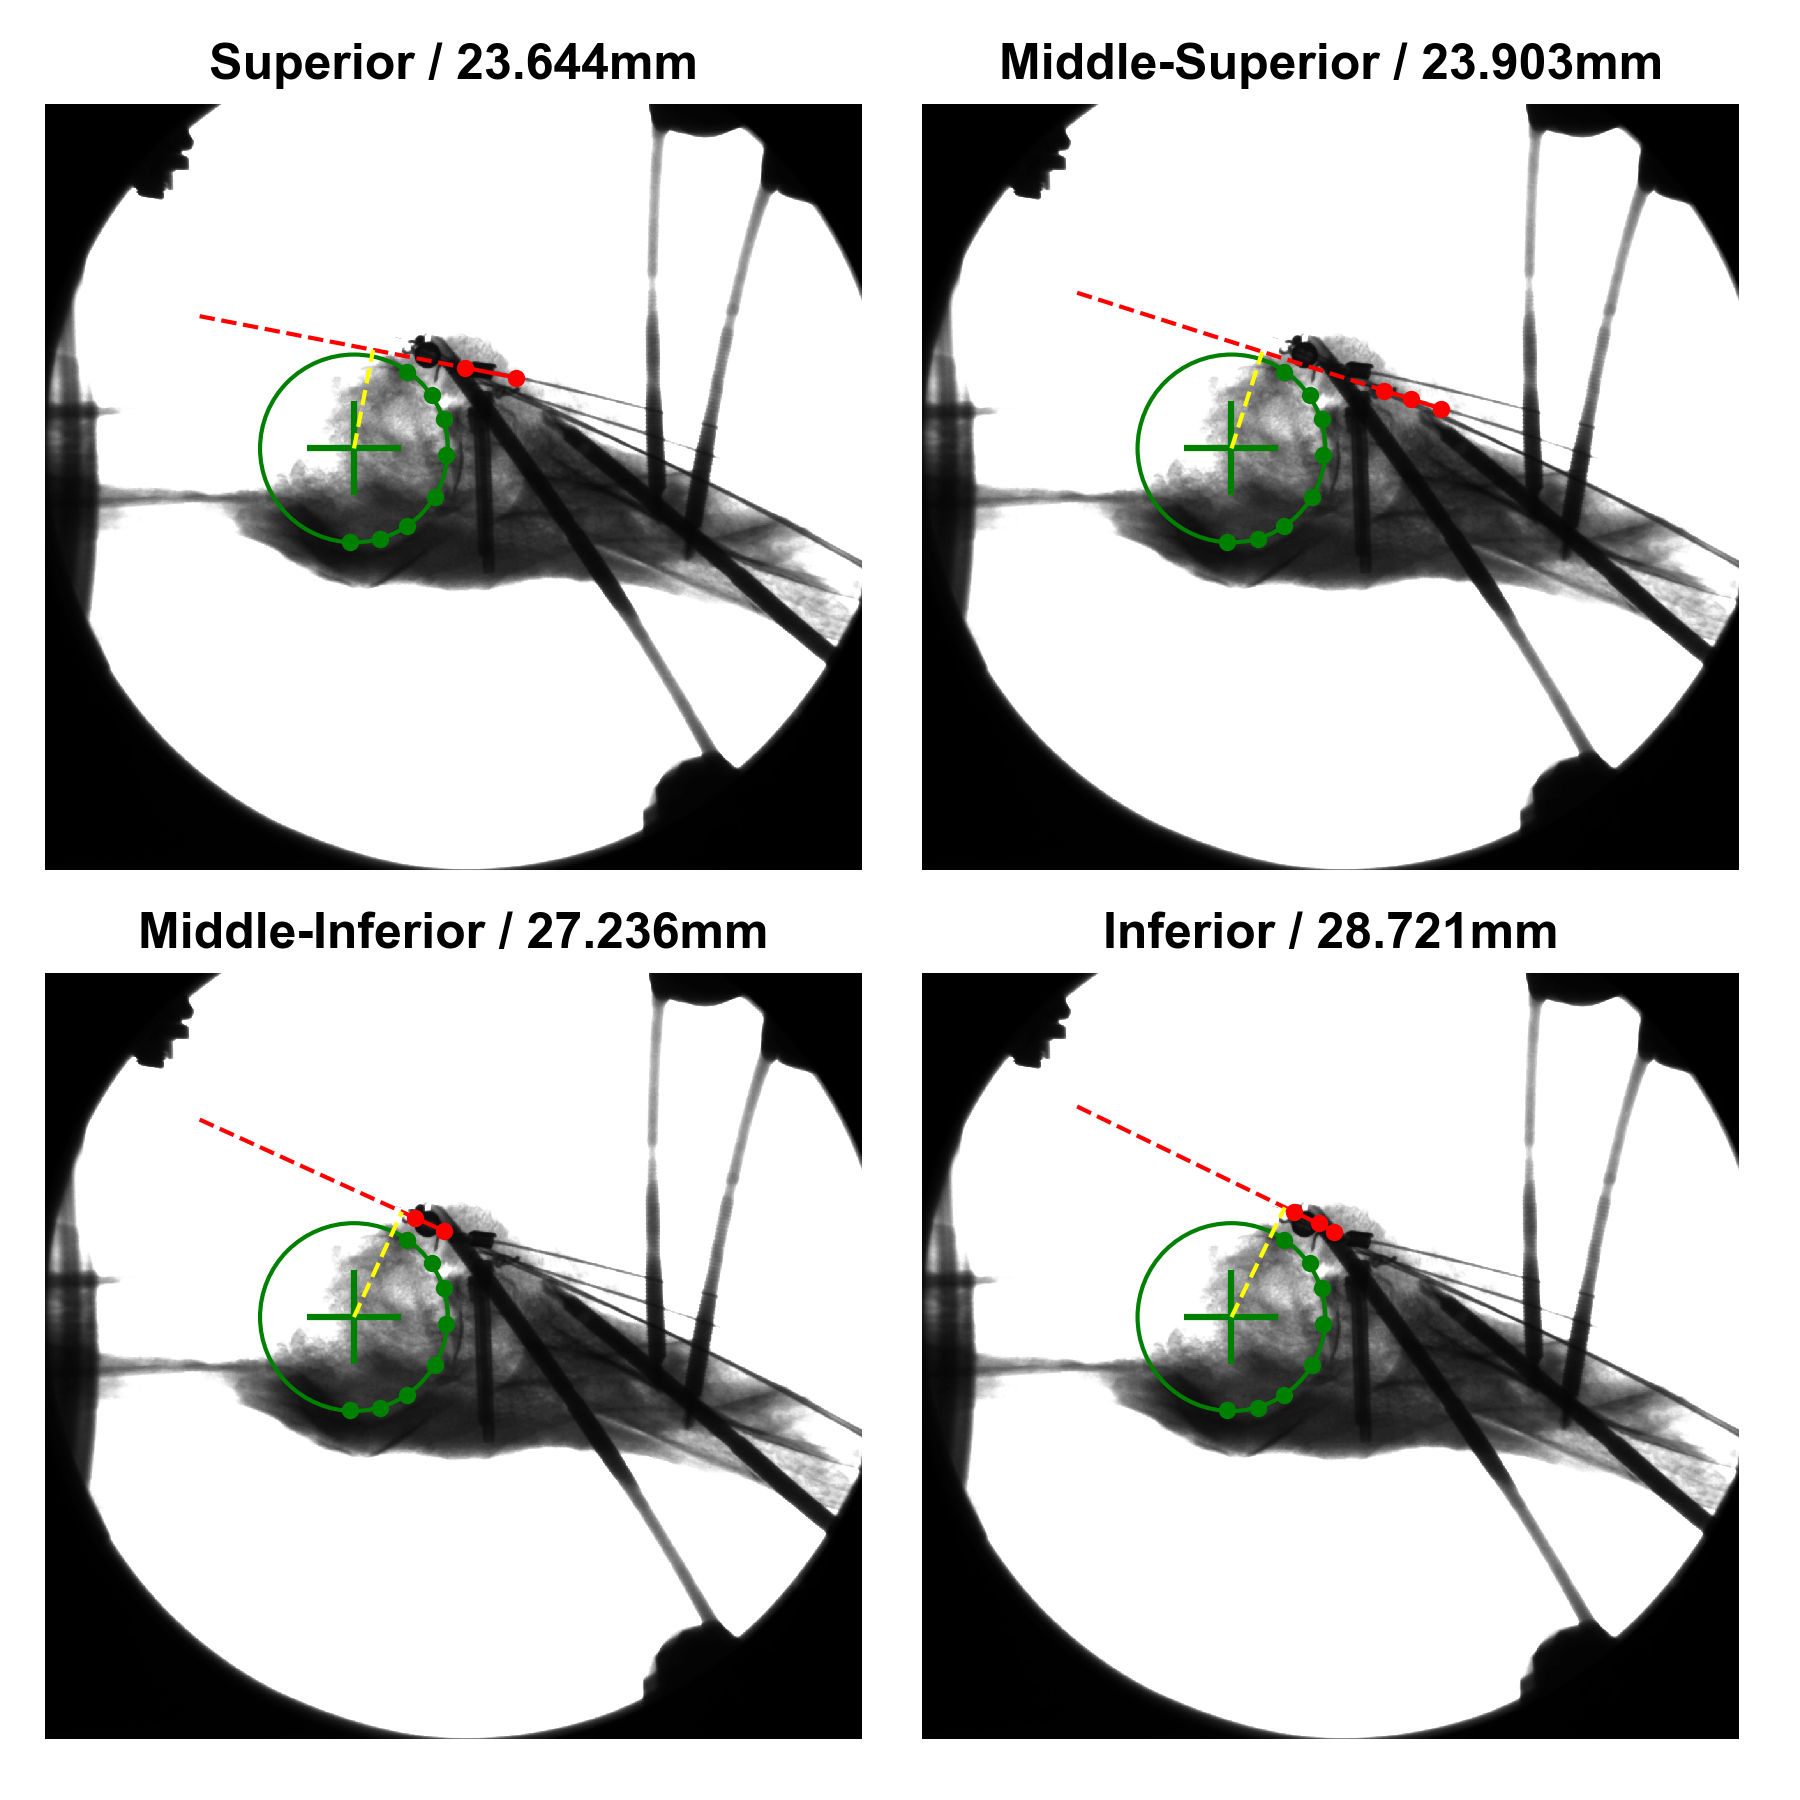 Superior / 23.644mm
Middle-Superior / 23.903mm
Middle-Inferior / 27.236mm
Inferior / 28.721mm